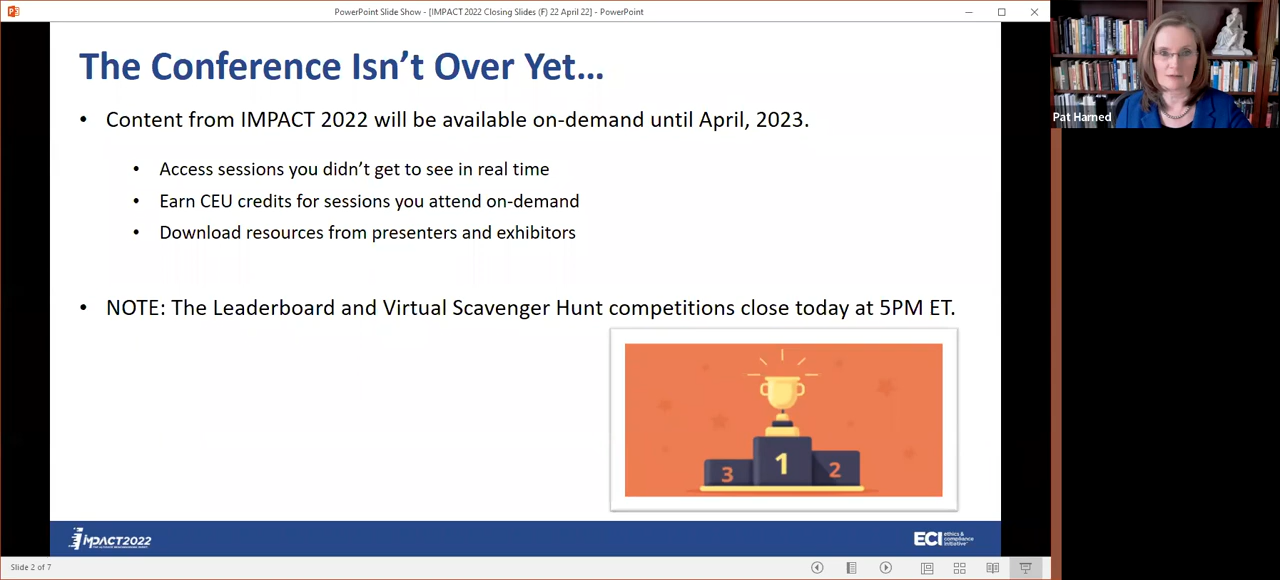 PowerPoint Slide Show - [IMPACT 2022 Closing Slides (F) 22 April 22] - PowerPoint
The Conference Isn't Over Yet...
• Content from IMPACT 2022 will be available on-demand until April, 2023.
• Access sessions you didn't get to see in real time
• Earn CEU credits for sessions you attend on-demand
• Download resources from presenters and exhibitors
• NOTE: The Leaderboard and Virtual Scavenger Hunt competitions close today at 5PM ET.
3 1 2
IMPACT2022
ECI ethics & compliance initiative
Slide 2 of 7
Pat Harned